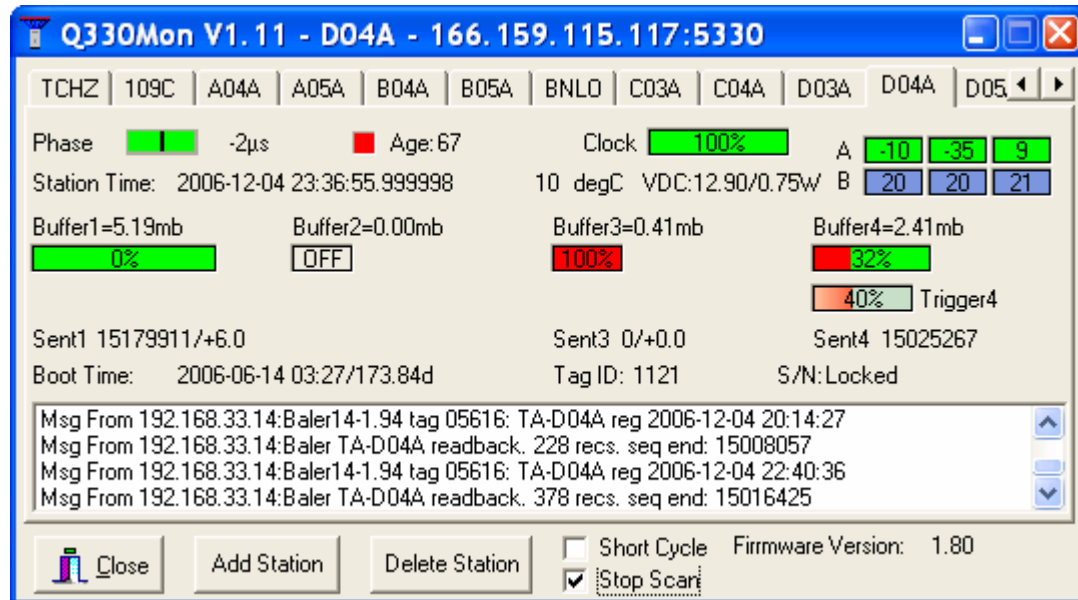 Q330Mon V1.11 - D04A - 166.159.115.117:5330
TCHZ 109C A04A A05A B04A B05A BNLO C03A C04A D03A D04A D05
Phase -2µs Age:67 Clock 100% A -10 -35 9
Station Time: 2006-12-04 23:36:55.999998 10 degC VDC:12.90/0.75W B 20 20 21
Buffer1=5.19mb Buffer2=0.00mb Buffer3=0.41mb Buffer4=2.41mb
0% OFF 100% 32%
40% Trigger4
Sent1 15179911/+6.0 Sent3 0/+0.0 Sent4 15025267
Boot Time: 2006-06-14 03:27/173.84d Tag ID: 1121 S/N:Locked
Msg From 192.168.33.14:Baler14-1.94 tag 05616: TA-D04A reg 2006-12-04 20:14:27
Msg From 192.168.33.14:Baler TA-D04A readback. 228 recs. seq end: 15008057
Msg From 192.168.33.14:Baler14-1.94 tag 05616: TA-D04A reg 2006-12-04 22:40:36
Msg From 192.168.33.14:Baler TA-D04A readback. 378 recs. seq end: 15016425
Close Add Station Delete Station Short Cycle Firmware Version: 1.80
Stop Scan